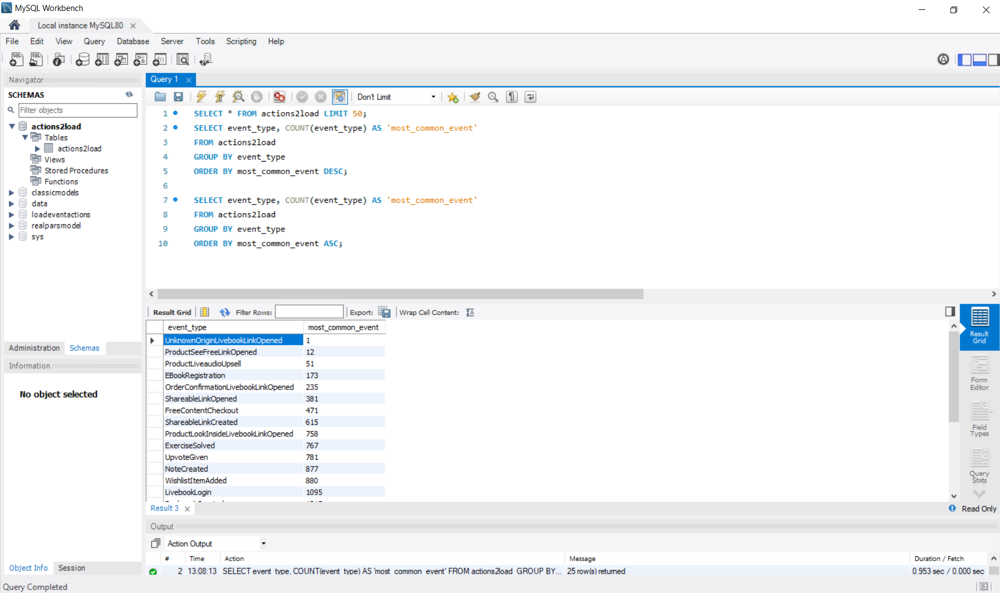 MySQL Workbench
Local instance MySQL80
File Edit View Query Database Server Tools Scripting Help
Navigator
SCHEMAS
Filter objects
actions2load
Tables
actions2load
Views
Stored Procedures
Functions
classicmodels
data
loadeventactions
realparsmodel
sys
Administration Schemas
Information
No object selected
Object Info Session
Query 1
Don't Limit
1 SELECT * FROM actions2load LIMIT 50;
2 SELECT event_type, COUNT(event_type) AS 'most_common_event'
3 FROM actions2load
4 GROUP BY event_type
5 ORDER BY most_common_event DESC;
6
7 SELECT event_type, COUNT(event_type) AS 'most_common_event'
8 FROM actions2load
9 GROUP BY event_type
10 ORDER BY most_common_event ASC;
Result Grid Filter Rows: Export: Wrap Cell Content:
event_type most_common_event
UnknownOriginLivebookLinkOpened 1
ProductSeeFreeLinkOpened 12
ProductLiveaudioUpsell 51
EBookRegistration 173
OrderConfirmationLivebookLinkOpened 235
ShareableLinkOpened 381
FreeContentCheckout 471
ShareableLinkCreated 615
ProductLookInsideLivebookLinkOpened 758
ExerciseSolved 767
UpvoteGiven 781
NoteCreated 877
WishlistItemAdded 880
LivebookLogin 1095
Result Grid
Form Editor
Field Types
Query Stats
Result 3
Read Only
Output
Action Output
# Time Action Message Duration / Fetch
2 13:08:13 SELECT event_type, COUNT(event_type) AS 'most_common_event' FROM actions2load GROUP BY... 25 row(s) returned 0.953 sec / 0.000 sec
Query Completed